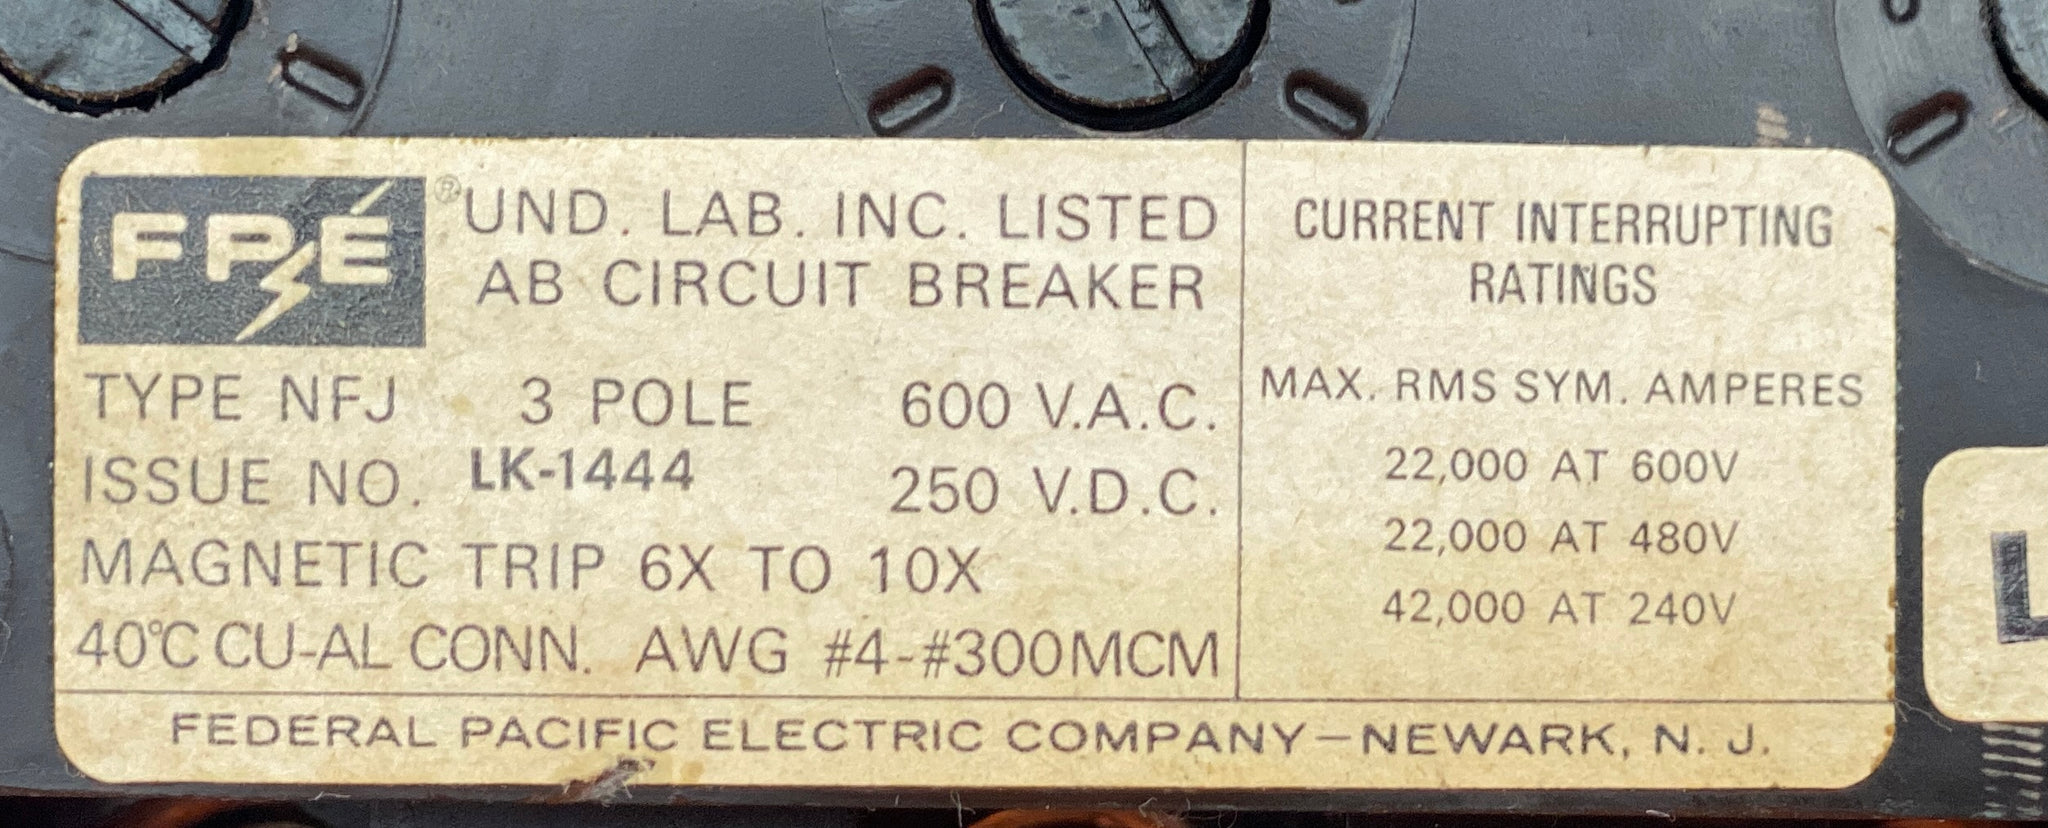 FPÉ ® UND. LAB. INC. LISTED
AB CIRCUIT BREAKER
TYPE NFJ 3 POLE 600 V.A.C.
ISSUE NO. LK-1444 250 V.D.C.
MAGNETIC TRIP 6X TO 10X
40°C CU-AL CONN. AWG #4-#300MCM
CURRENT INTERRUPTING
RATINGS
MAX. RMS SYM. AMPERES
22,000 AT 600V
22,000 AT 480V
42,000 AT 240V
FEDERAL PACIFIC ELECTRIC COMPANY—NEWARK, N. J.
L